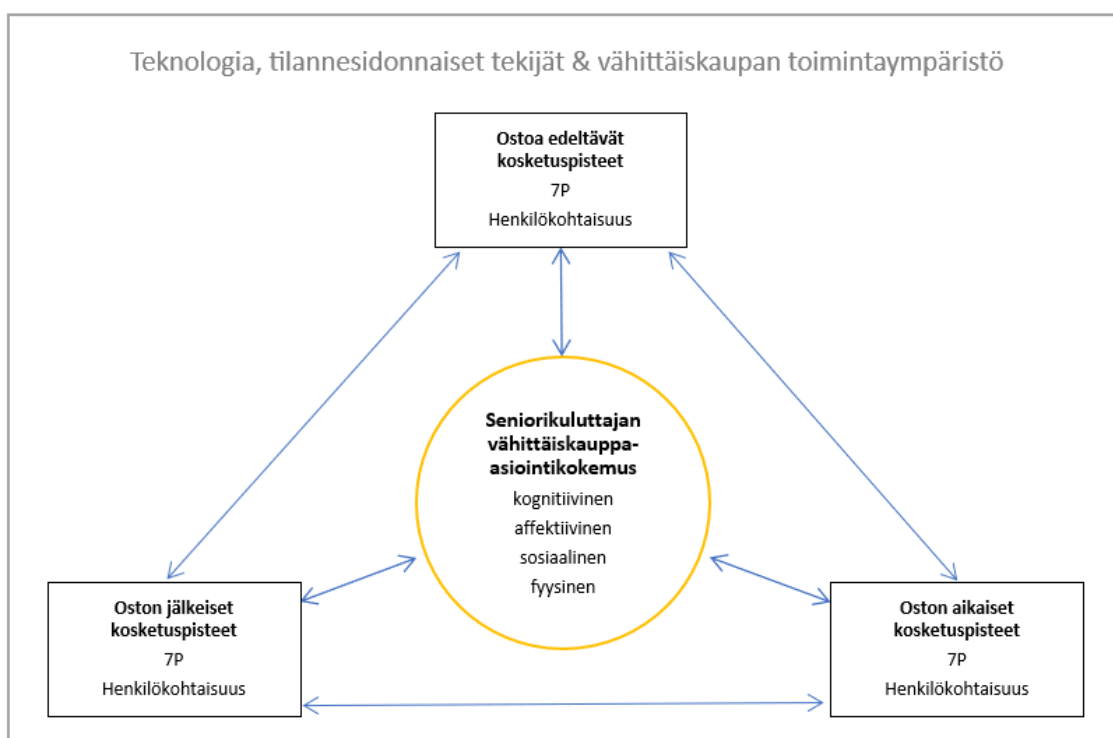 Teknologia, tilannesidonnaiset tekijät & vähittäiskaupan toimintaympäristö
Ostoa edeltävät
kosketuspisteet
7P
Henkilökohtaisuus
Seniorikuluttajan
vähittäiskauppa-
asiointikokemus
kognitiivinen
affektiivinen
sosiaalinen
fyysinen
Oston jälkeiset
kosketuspisteet
7P
Henkilökohtaisuus
Oston aikaiset
kosketuspisteet
7P
Henkilökohtaisuus